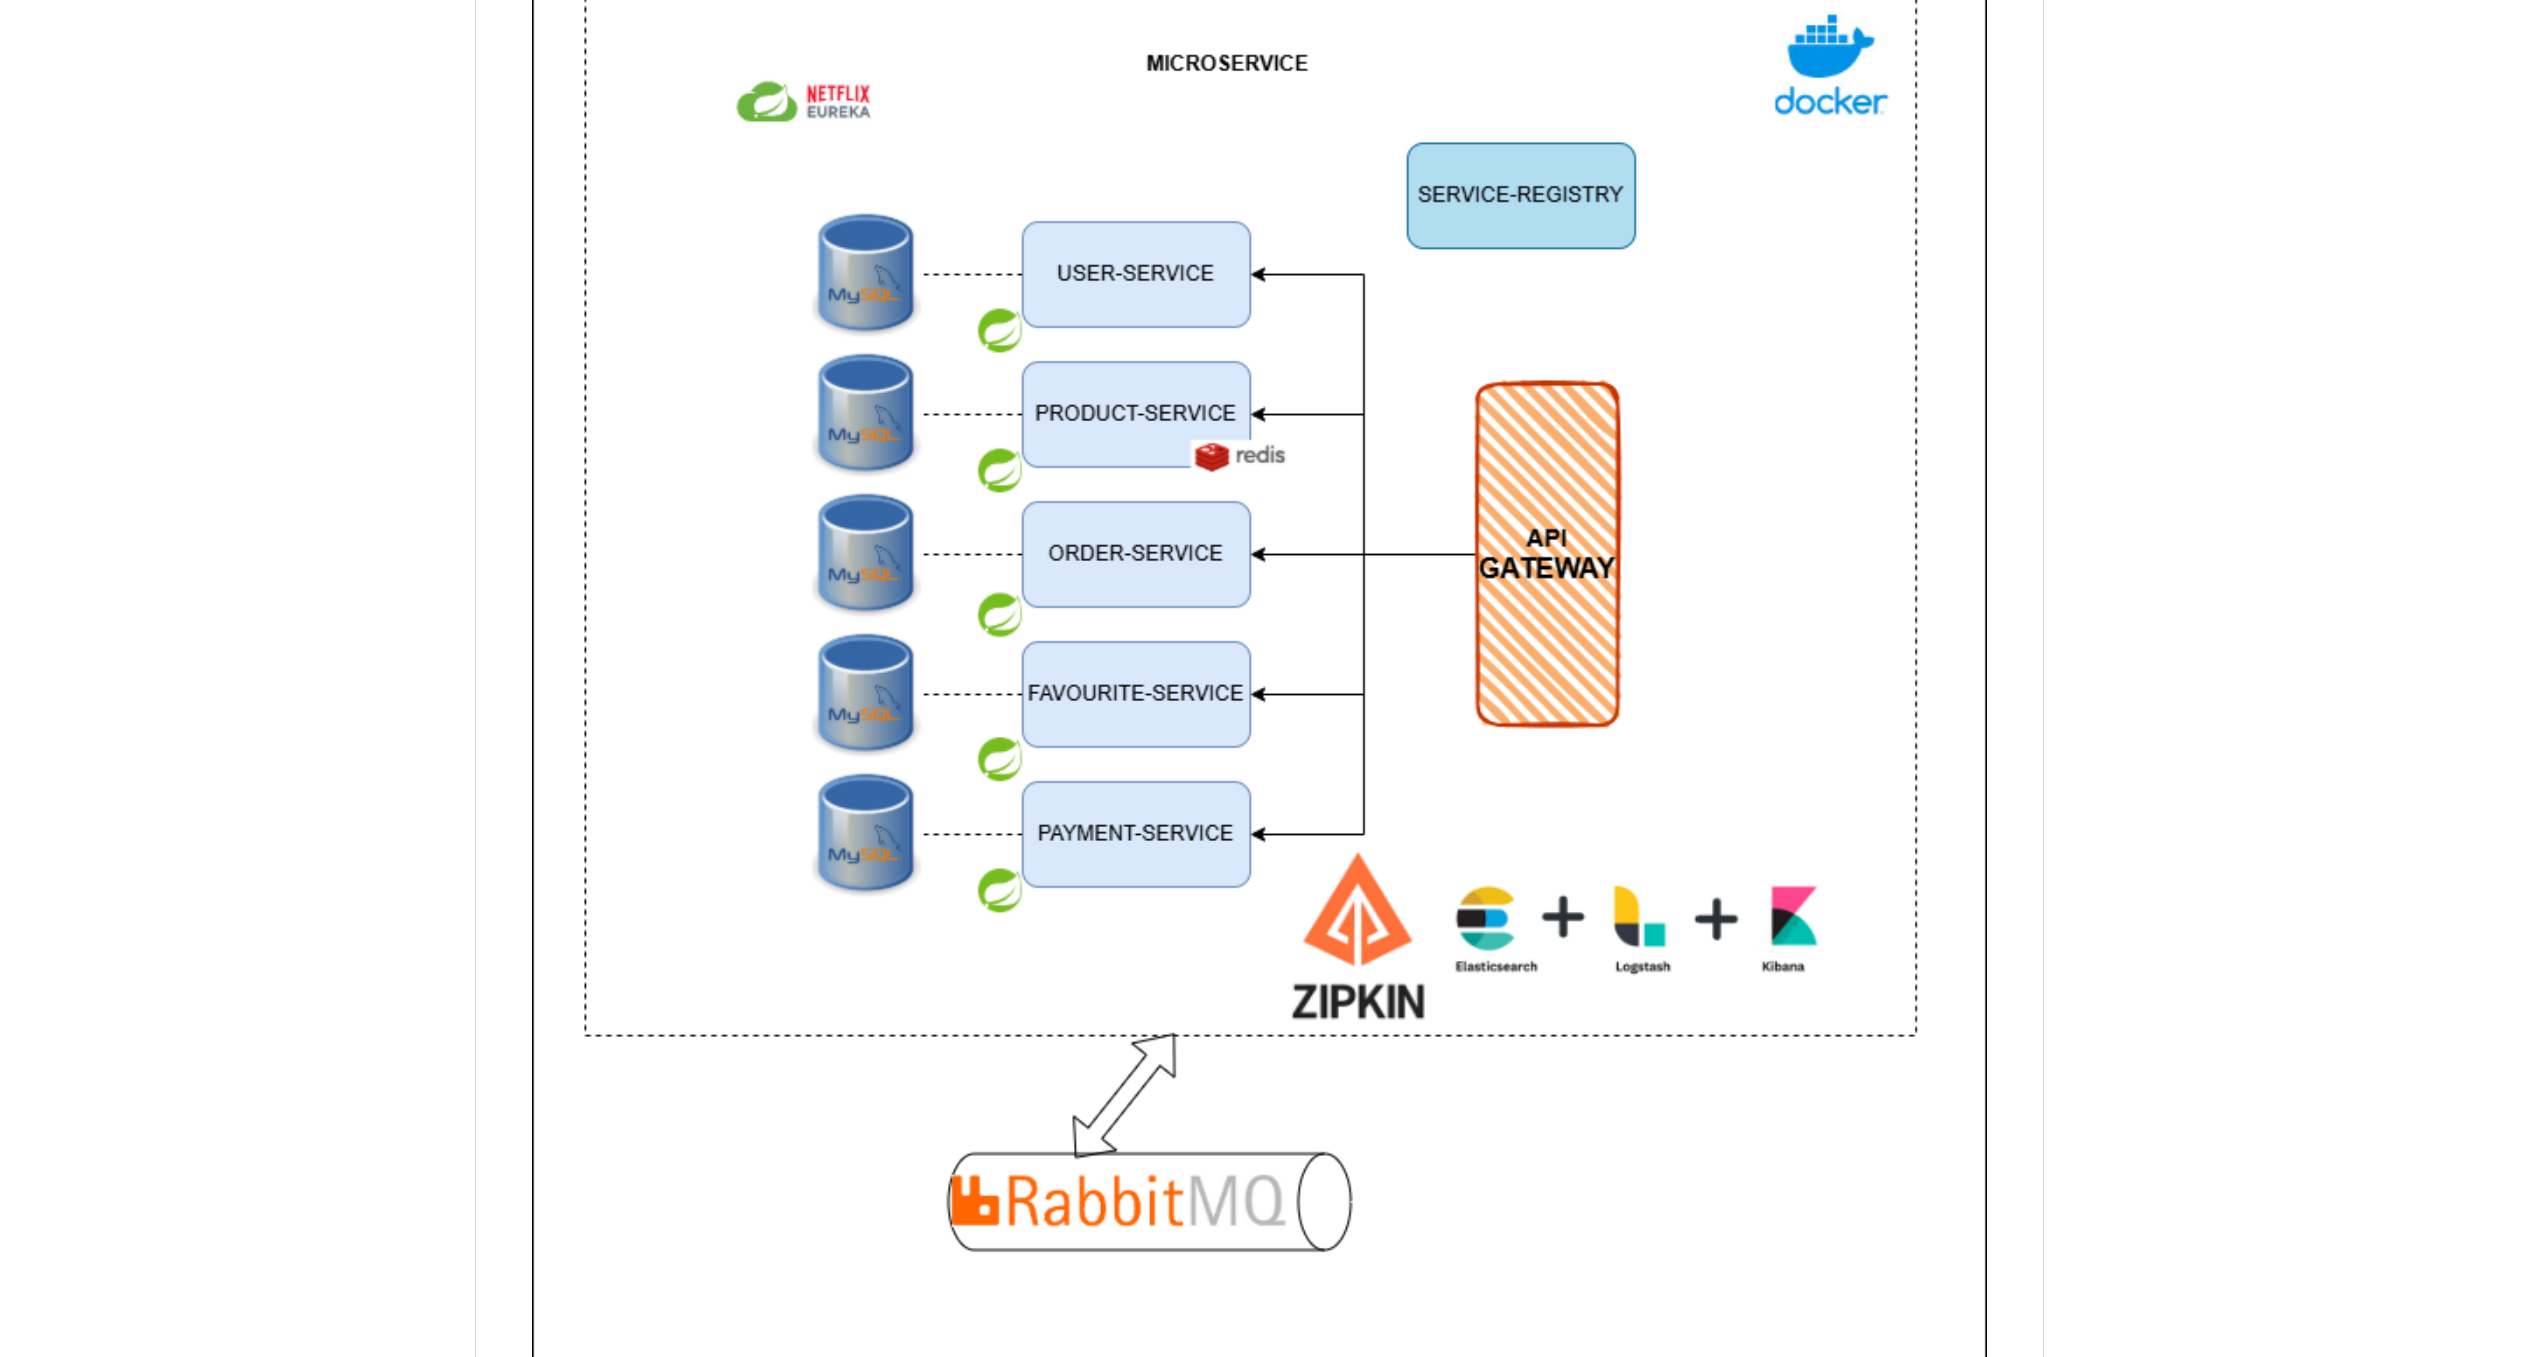 MICROSERVICE
docker
NETFLIX
EUREKA
SERVICE-REGISTRY
MySQL
USER-SERVICE
MySQL
PRODUCT-SERVICE
redis
MySQL
ORDER-SERVICE
API
GATEWAY
MySQL
FAVOURITE-SERVICE
MySQL
PAYMENT-SERVICE
Elasticsearch
Logstash
Kibana
ZIPKIN
RabbitMQ